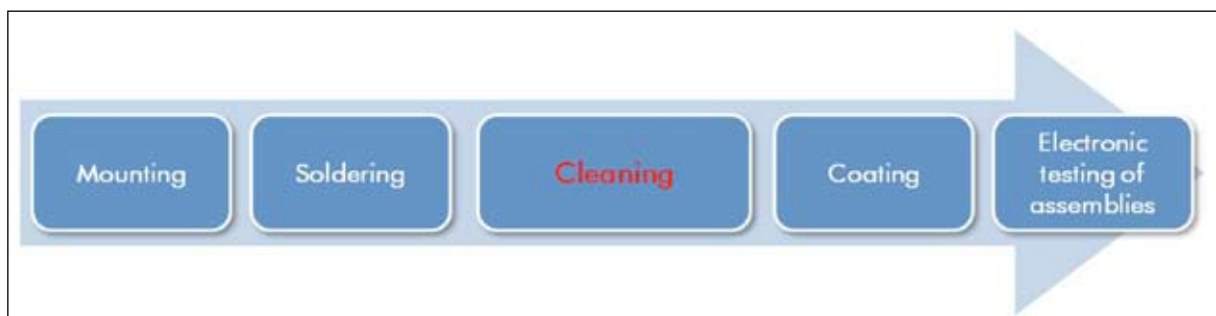 Mounting
Soldering
Cleaning
Coating
Electronic
testing of
assemblies